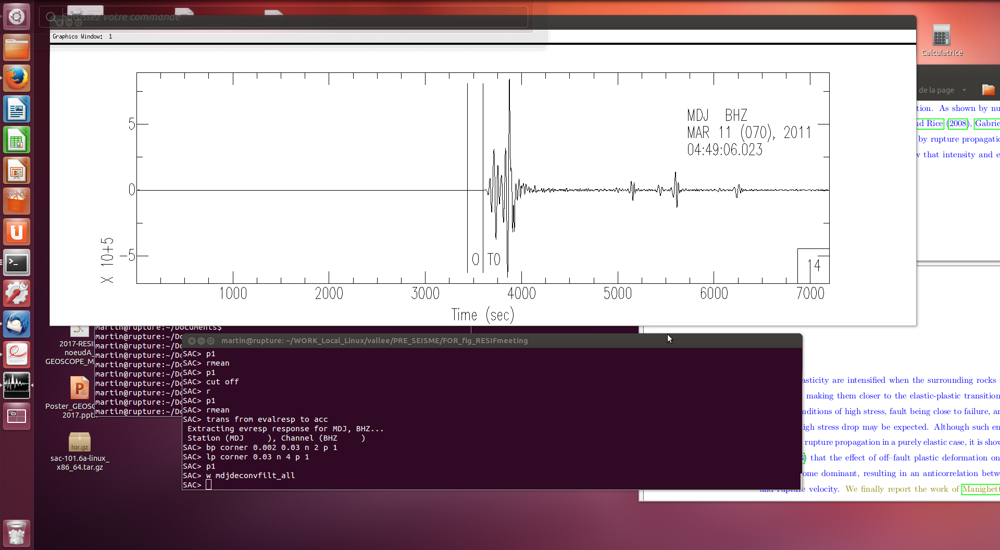 Saisissez votre commande
Graphics Window: 1
Calculatrice
MDJ BHZ
MAR 11 (070), 2011
04:49:06.023
5
0
-5
X 10+5
O T0
14
1000 2000 3000 4000 5000 6000 7000
Time (sec)
de la page
tion. As shown by nu
nd Rice (2008), Gabrie
by rupture propagatio
that intensity and e
martin@rupture:~/Documents$
martin@rupture:~/Do
martin@rupture:~/Do
martin@rupture:~/Do
martin@rupture:~/Do
martin@rupture:~/Do
martin@rupture:~/Do
martin@rupture:~/Do
martin@rupture:~/Do
martin@rupture:~/Do
2017-RESI
noeudA_
GEOSCOPE_M
Poster_GEOSC
2017.pptx
tar.gz
sac-101.6a-linux_
x86_64.tar.gz
martin@rupture: ~/WORK_Local_Linux/vallee/PRE_SEISME/FOR_fig_RESIFmeeting
SAC> p1
SAC> rmean
SAC> p1
SAC> cut off
SAC> r
SAC> p1
SAC> rmean
SAC> trans from evalresp to acc
Extracting evresp response for MDJ, BHZ...
Station (MDJ ), Channel (BHZ )
SAC> bp corner 0.002 0.03 n 2 p 1
SAC> lp corner 0.03 n 4 p 1
SAC> p1
SAC> w mdjdeconvfilt_all
SAC>
asticity are intensified when the surrounding rocks
making them closer to the elastic-plastic transition
nditions of high stress, fault being close to failure, a
igh stress drop may be expected. Although such en
rupture propagation in a purely elastic case, it is show
) that the effect of off–fault plastic deformation on
ome dominant, resulting in an anticorrelation betw
and rupture velocity. We finally report the work of Manighett